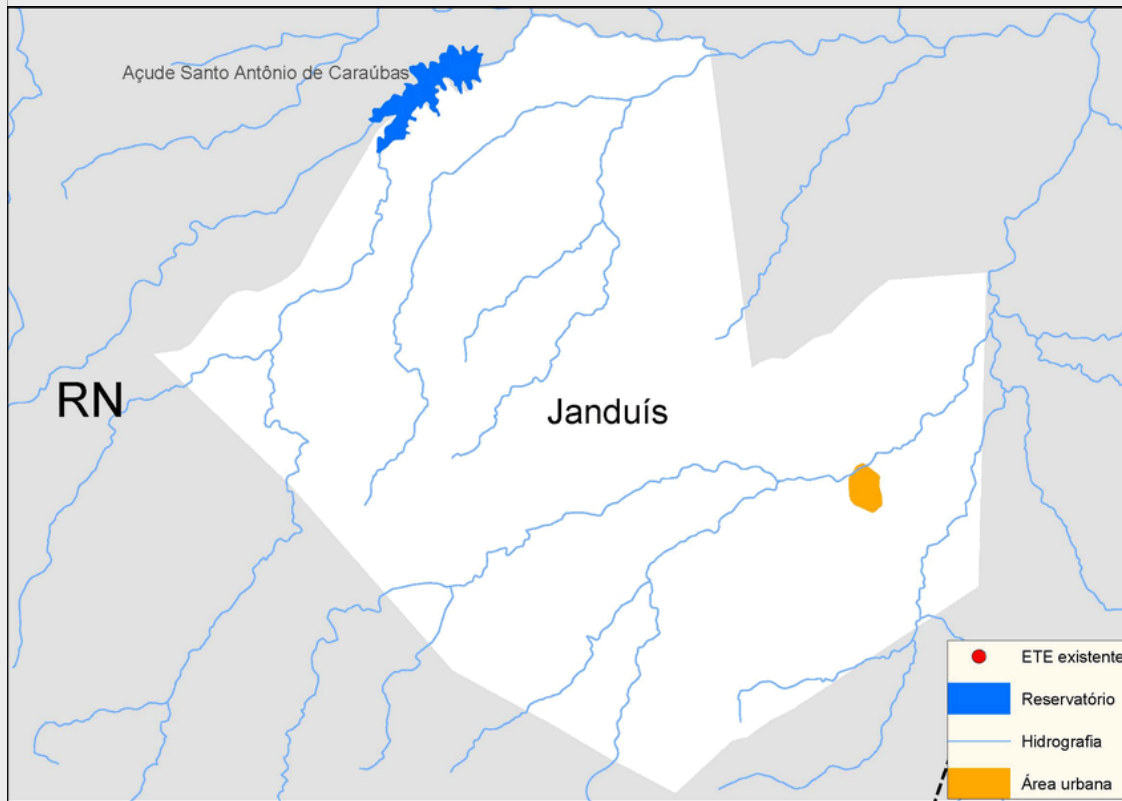 Açude Santo Antônio de Caraúbas
RN
Janduís
ETE existente
Reservatório
Hidrografia
Área urbana